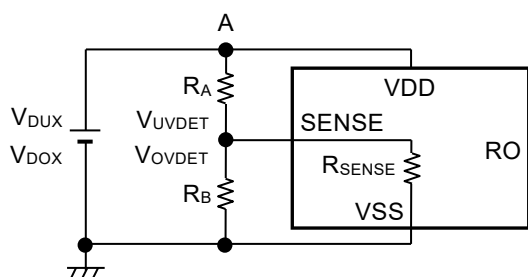 A
RA
VDD
VDUX
VUVDET
SENSE
VDOX
VOVDET
RSENSE
RO
RB
VSS